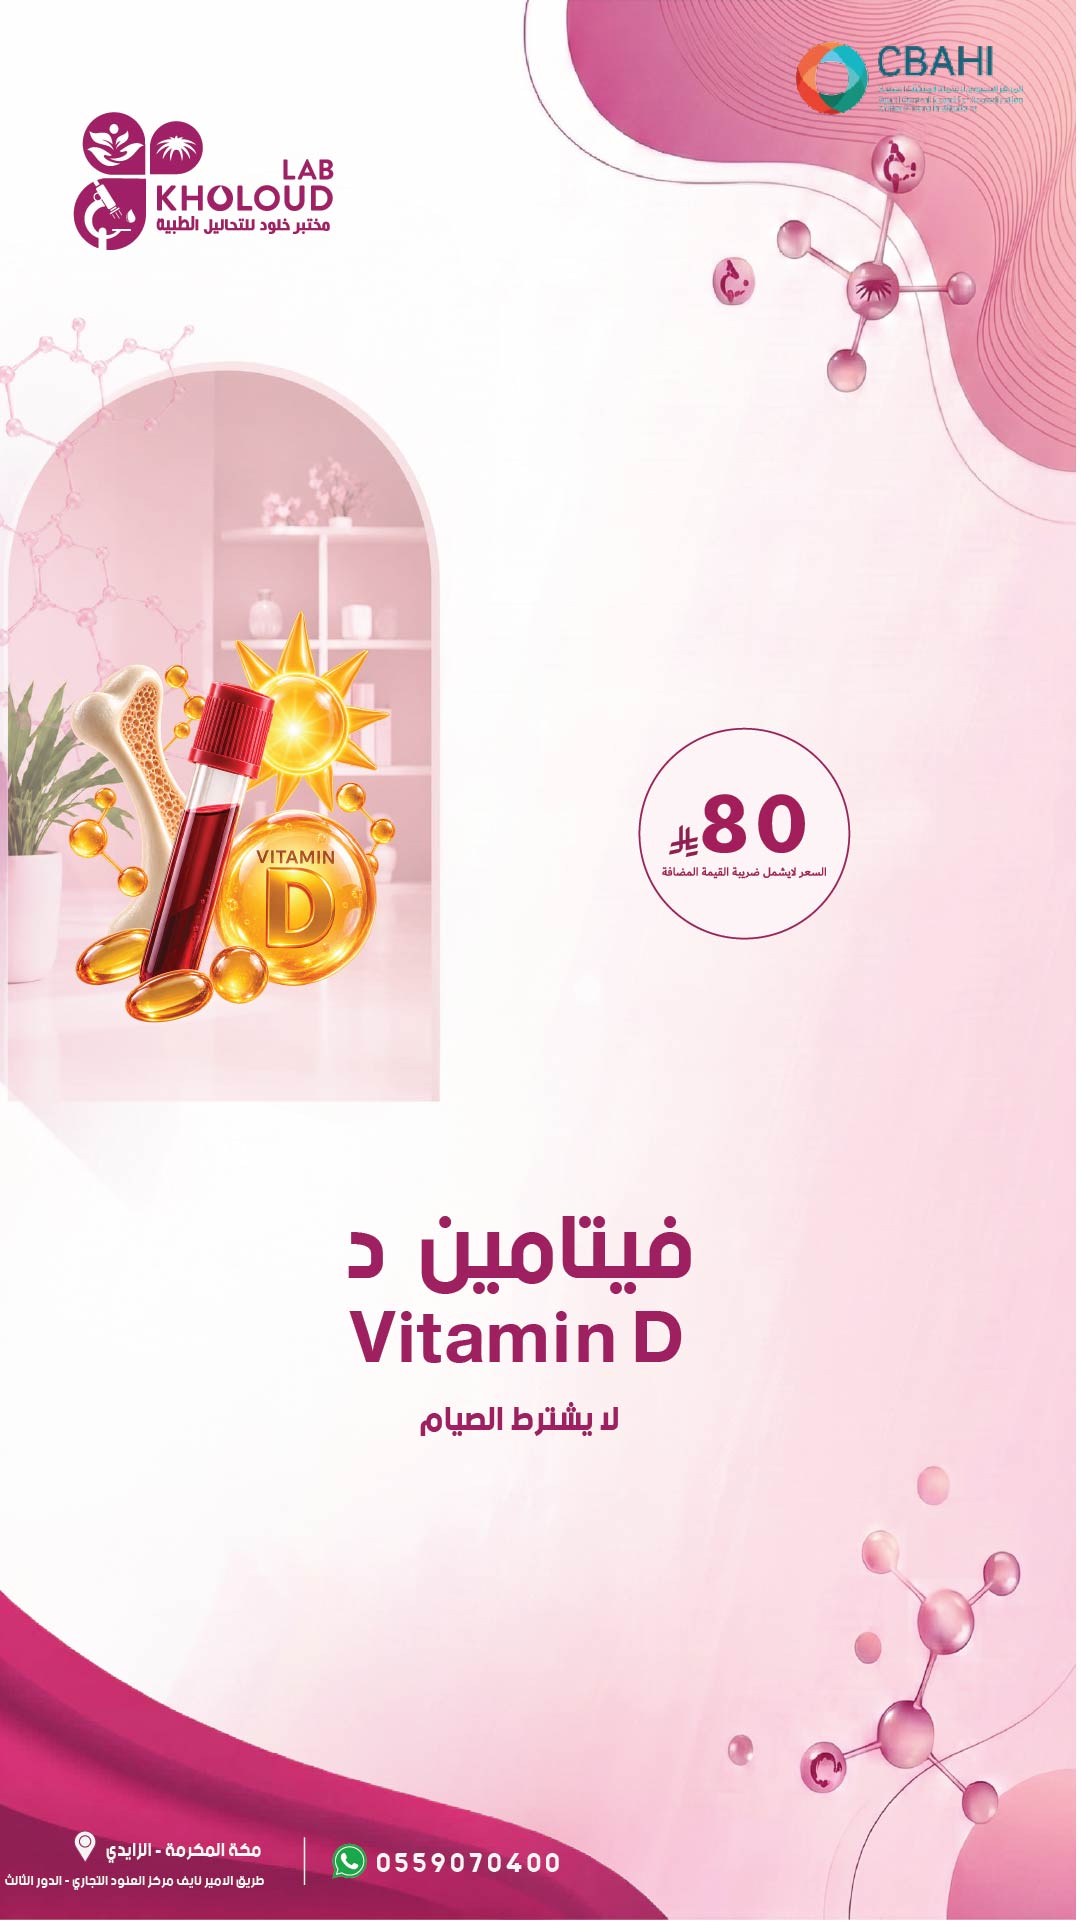 CBAHI
LAB
KHOLOUD
مختبر خلود للتحاليل الطبية
VITAMIN
D
80
السعر لايشمل ضريبة القيمة المضافة
فيتامين د
Vitamin D
لا يشترط الصيام
مكة المكرمة - الزايدي
طريق الامير نايف مركز العنود التجاري - الدور الثالث
0559070400